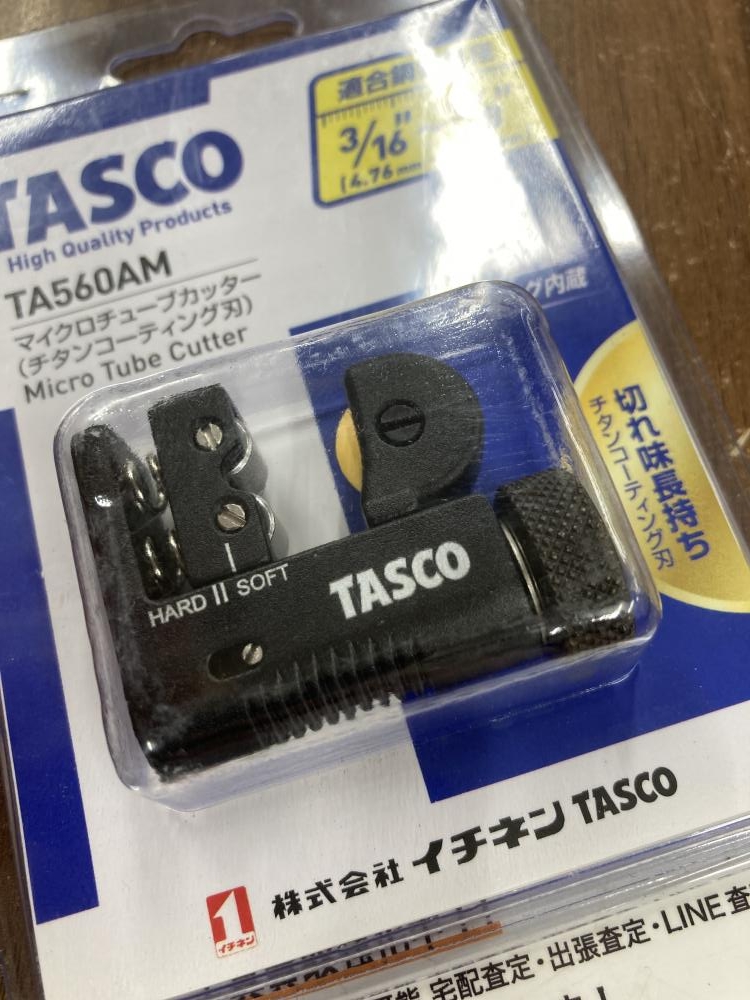 TASCO
High Quality Products
TA560AM
マイクロチューブカッター
(チタンコーティング刃)
Micro Tube Cutter
適合
3/16"
(4.76
内蔵
切れ味長持ち
チタンコーティング刃
HARD II SOFT
TASCO
株式会社 イチネン TASCO
1
イチネン
宅配査定・出張査定・LINE査